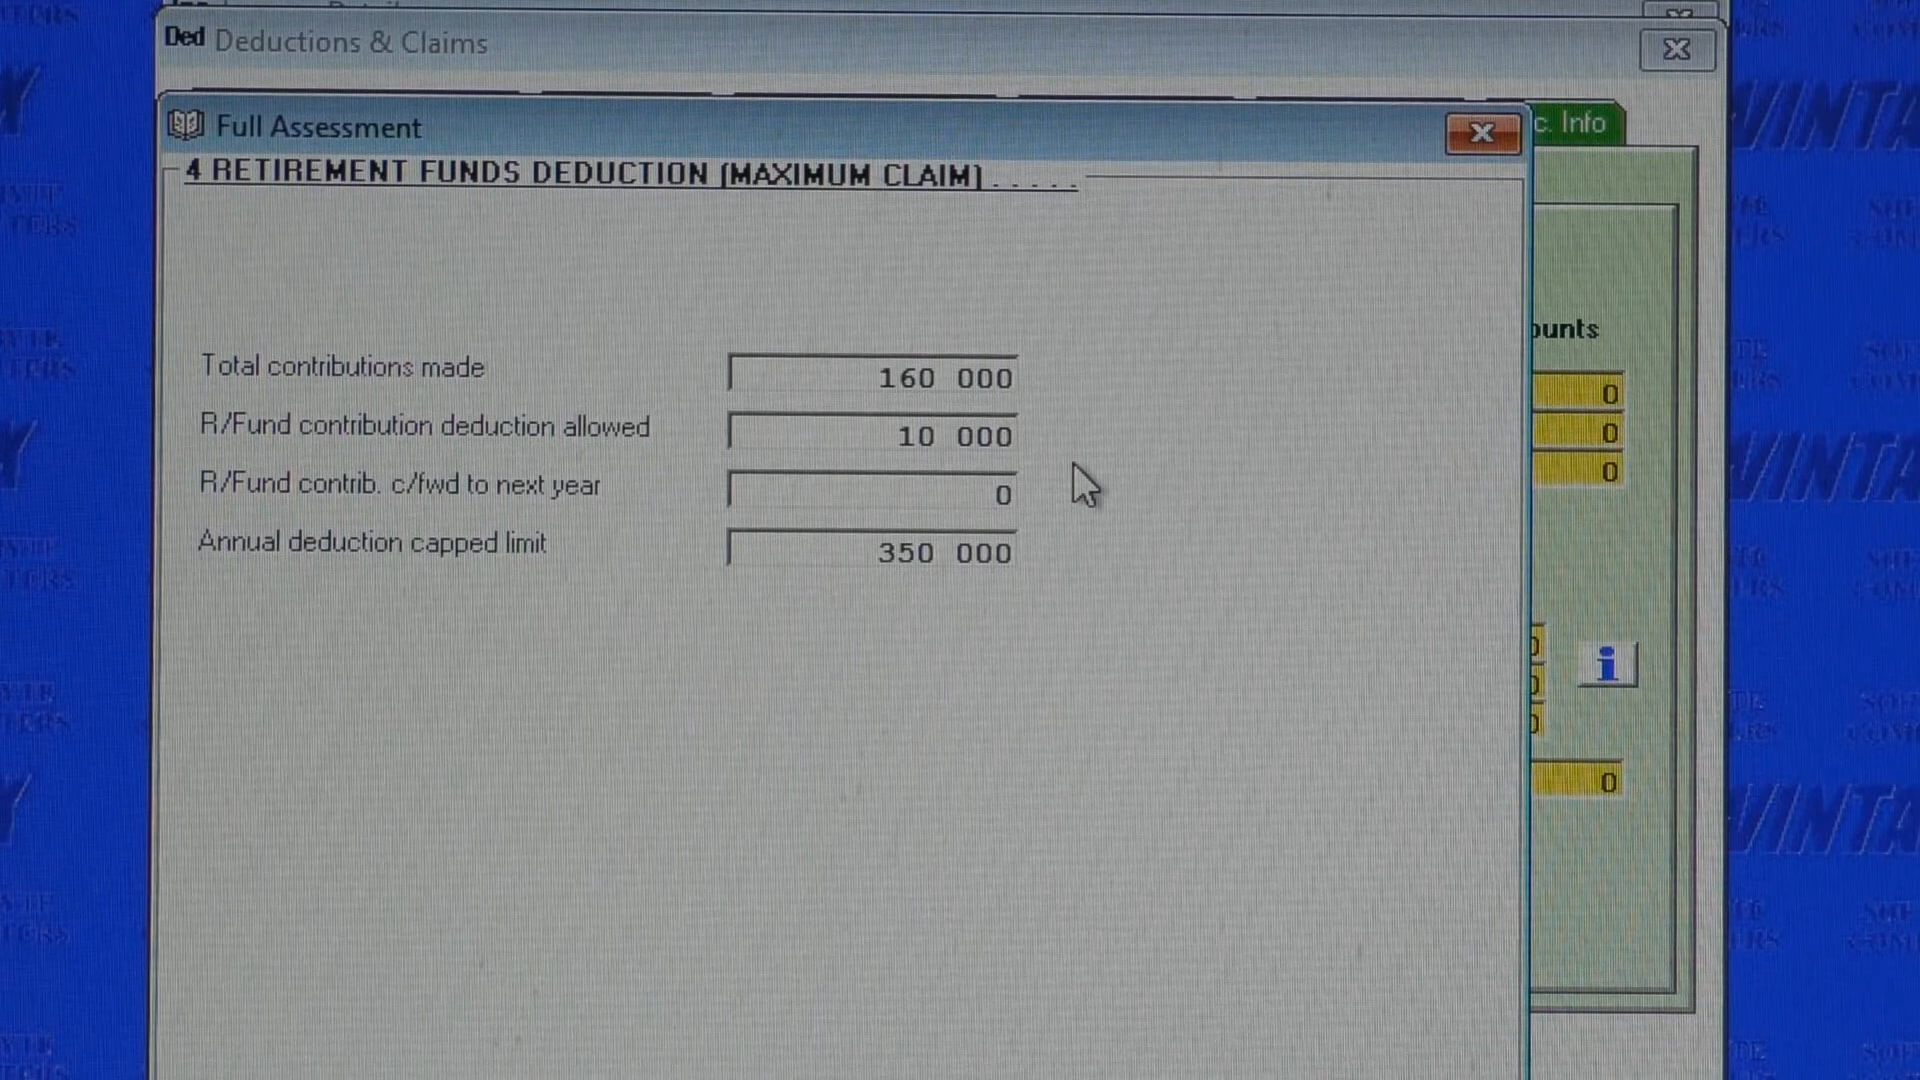 Ded Deductions & Claims
Full Assessment
c. Info
4 RETIREMENT FUNDS DEDUCTION (MAXIMUM CLAIM) . . . . .
ounts
Total contributions made 160 000
0
R/Fund contribution deduction allowed 10 000
0
R/Fund contrib. c/fwd to next year 0
0
Annual deduction capped limit 350 000
i
0